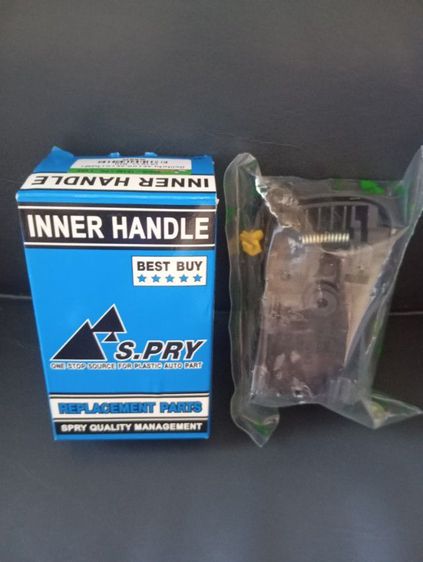 INNER HANDLE
INNER HANDLE
BEST BUY
S.PRY
ONE STOP SOURCE FOR PLASTIC AUTO PART
REPLACEMENT PARTS
SPRY QUALITY MANAGEMENT